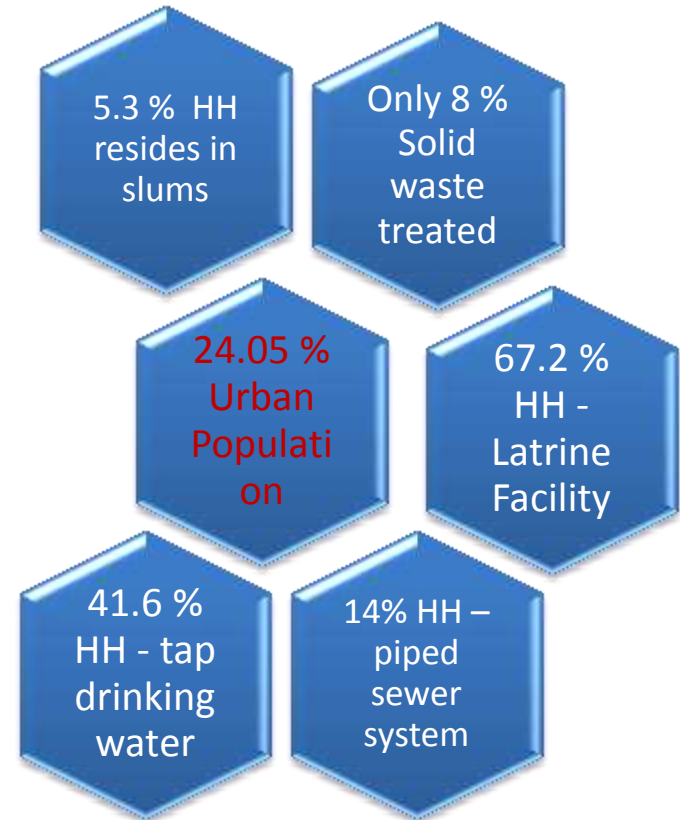 5.3 % HH
resides in
slums
Only 8 %
Solid
waste
treated
24.05 %
Urban
Populati
on
67.2 %
HH -
Latrine
Facility
41.6 %
HH - tap
drinking
water
14% HH –
piped
sewer
system